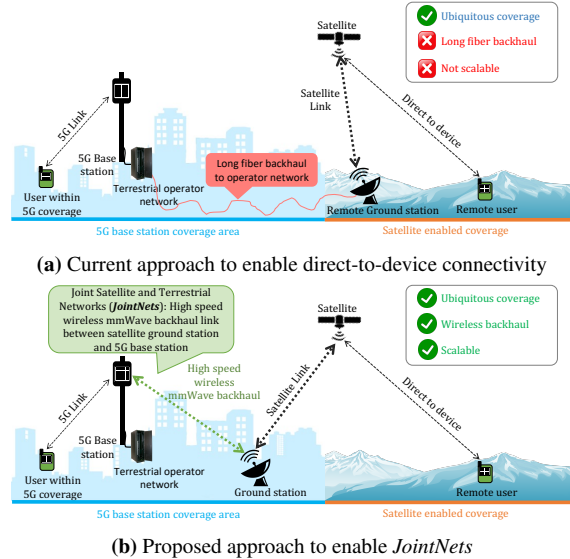 Satellite
Ubiquitous coverage
Long fiber backhaul
Not scalable
5G Link
Satellite
Link
Direct to device
5G Base
station
Long fiber backhaul
to operator network
User within
5G coverage
Terrestrial operator
network
Remote Ground station
Remote user
5G base station coverage area
Satellite enabled coverage
(a) Current approach to enable direct-to-device connectivity
Joint Satellite and Terrestrial
Networks (JointNets): High speed
wireless mmWave backhaul link
between satellite ground station
and 5G base station
Satellite
Ubiquitous coverage
Wireless backhaul
Scalable
5G Link
High speed
wireless
mmWave backhaul
Satellite Link
Direct to device
5G Base
station
User within
5G coverage
Terrestrial operator
network
Ground station
Remote user
5G base station coverage area
Satellite enabled coverage
(b) Proposed approach to enable JointNets